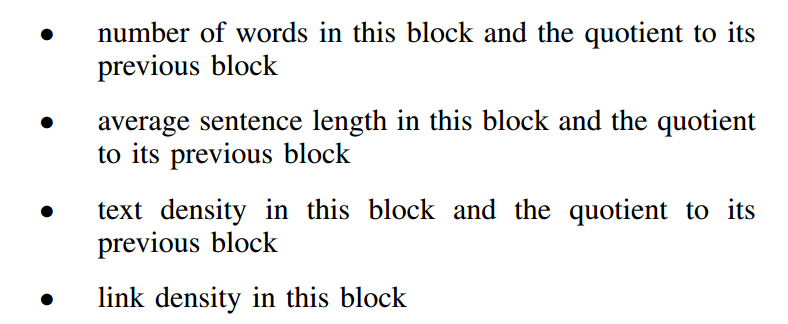 • number of words in this block and the quotient to its
previous block
• average sentence length in this block and the quotient
to its previous block
• text density in this block and the quotient to its
previous block
• link density in this block